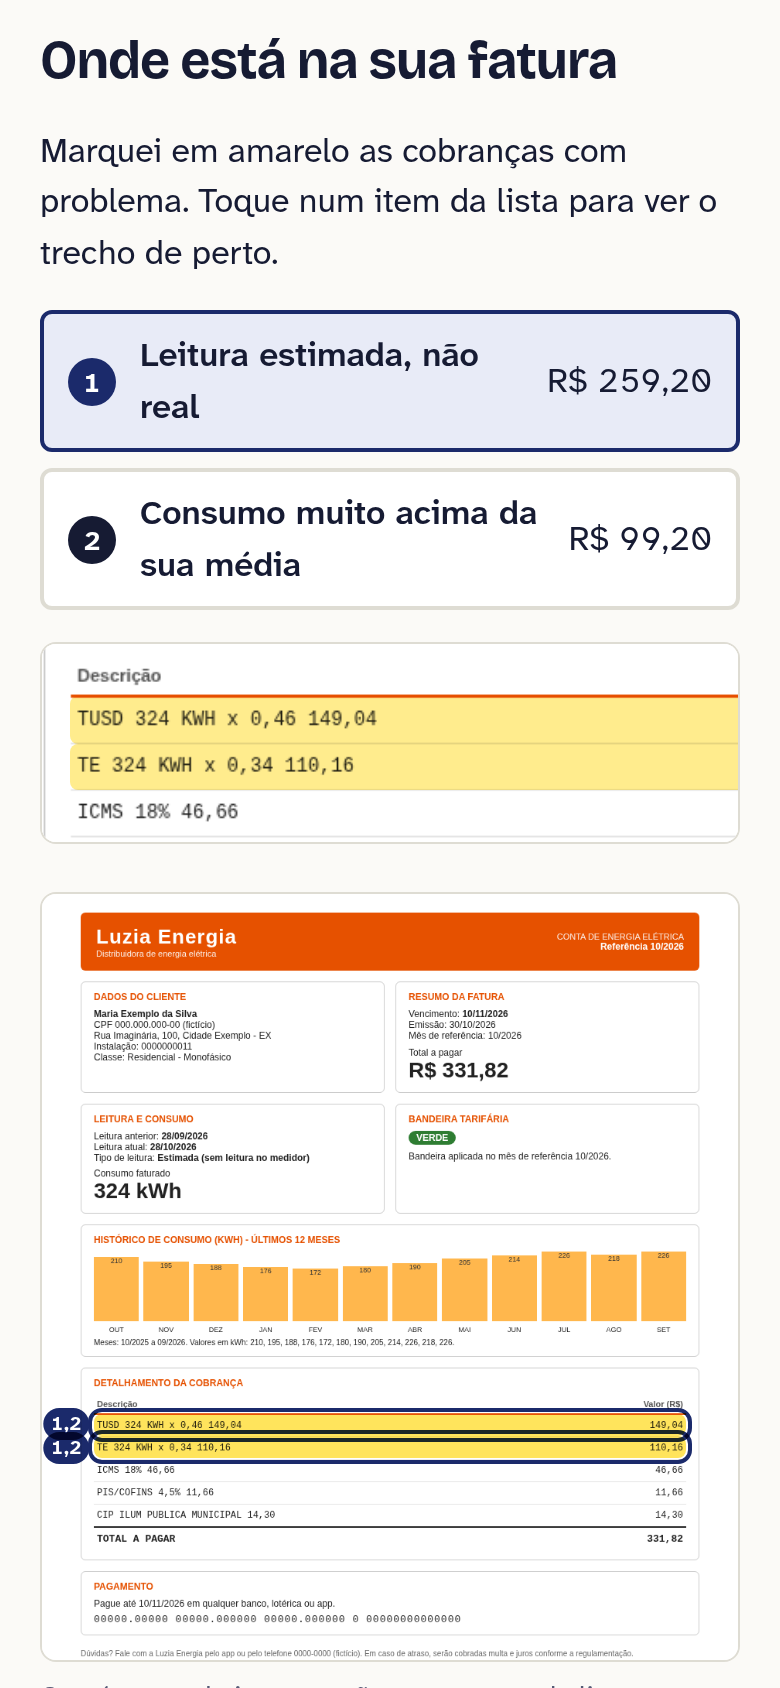 Onde está na sua fatura
Marquei em amarelo as cobranças com
problema. Toque num item da lista para ver o
trecho de perto.
1 Leitura estimada, não
real
R$ 259,20
2 Consumo muito acima da
sua média
R$ 99,20
Descrição
TUSD 324 KWH x 0,46 149,04
TE 324 KWH x 0,34 110,16
ICMS 18% 46,66
Luzia Energia
Distribuidora de energia elétrica
CONTA DE ENERGIA ELÉTRICA
Referência 10/2026
DADOS DO CLIENTE
Maria Exemplo da Silva
CPF 000.000.000-00 (fictício)
Rua Imaginária, 100, Cidade Exemplo - EX
Instalação: 0000000011
Classe: Residencial - Monofásico
RESUMO DA FATURA
Vencimento: 10/11/2026
Emissão: 30/10/2026
Mês de referência: 10/2026
Total a pagar
R$ 331,82
LEITURA E CONSUMO
Leitura anterior: 28/09/2026
Leitura atual: 28/10/2026
Tipo de leitura: Estimada (sem leitura no medidor)
Consumo faturado
324 kWh
BANDEIRA TARIFÁRIA
VERDE
Bandeira aplicada no mês de referência 10/2026.
HISTÓRICO DE CONSUMO (KWH) - ÚLTIMOS 12 MESES
210 195 188 176 172 180 190 205 214 226 218 226
OUT NOV DEZ JAN FEV MAR ABR MAI JUN JUL AGO SET
Meses: 10/2025 a 09/2026. Valores em kWh: 210, 195, 188, 176, 172, 180, 190, 205, 214, 226, 218, 226.
DETALHAMENTO DA COBRANÇA
Descrição Valor (R$)
1,2 TUSD 324 KWH x 0,46 149,04 149,04
1,2 TE 324 KWH x 0,34 110,16 110,16
ICMS 18% 46,66 46,66
PIS/COFINS 4,5% 11,66 11,66
CIP ILUM PUBLICA MUNICIPAL 14,30 14,30
TOTAL A PAGAR 331,82
PAGAMENTO
Pague até 10/11/2026 em qualquer banco, lotérica ou app.
00000.00000 00000.000000 00000.000000 0 00000000000000
Dúvidas? Fale com a Luzia Energia pelo app ou pelo telefone 0000-0000 (fictício). Em caso de atraso, serão cobradas multa e juros conforme a regulamentação.